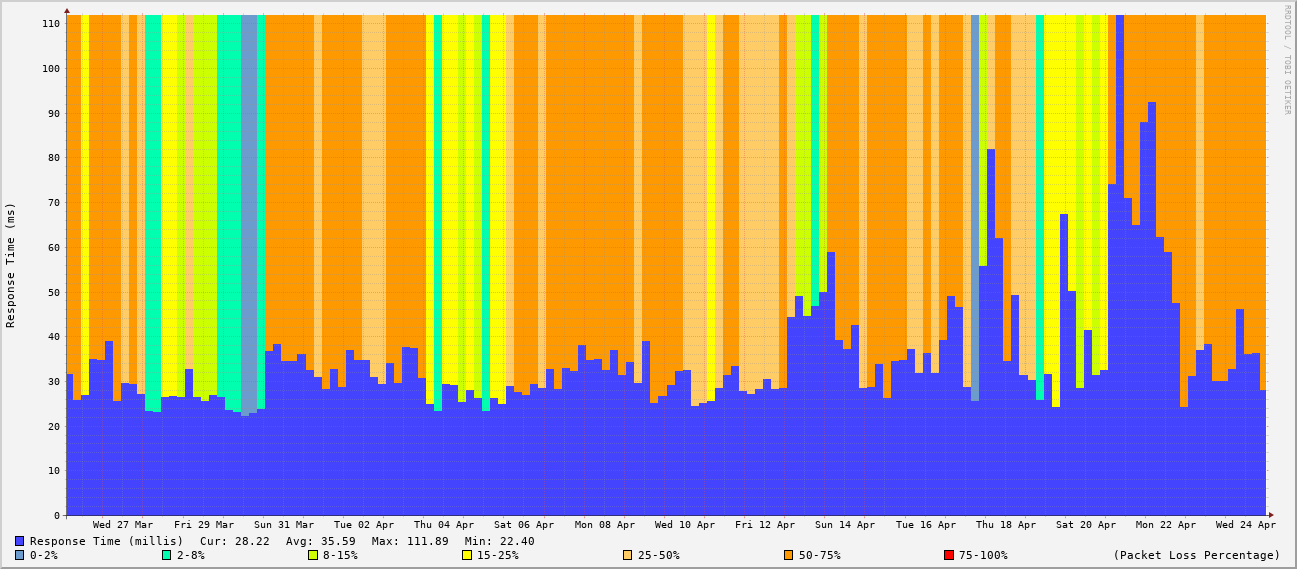 RRDTOOL / TOBI OETIKER
Response Time (ms)
110
100
90
80
70
60
50
40
30
20
10
0
Wed 27 Mar Fri 29 Mar Sun 31 Mar Tue 02 Apr Thu 04 Apr Sat 06 Apr Mon 08 Apr Wed 10 Apr Fri 12 Apr Sun 14 Apr Tue 16 Apr Thu 18 Apr Sat 20 Apr Mon 22 Apr Wed 24 Apr
Response Time (millis) Cur: 28.22 Avg: 35.59 Max: 111.89 Min: 22.40
0-2% 2-8% 8-15% 15-25% 25-50% 50-75% 75-100% (Packet Loss Percentage)